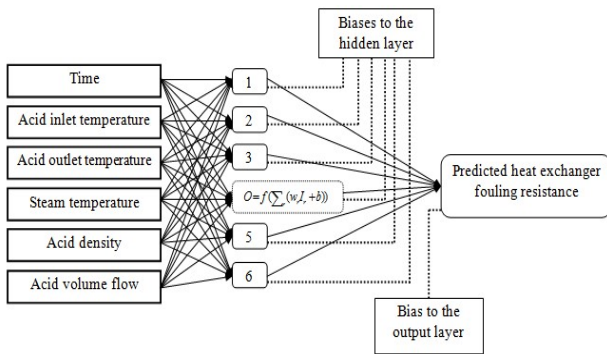 Biases to the
hidden layer
Time
Acid inlet temperature
Acid outlet temperature
Steam temperature
Acid density
Acid volume flow
1
2
3
O=f(∑(wᵣIᵣ+b))
5
6
Predicted heat exchanger
fouling resistance
Bias to the
output layer